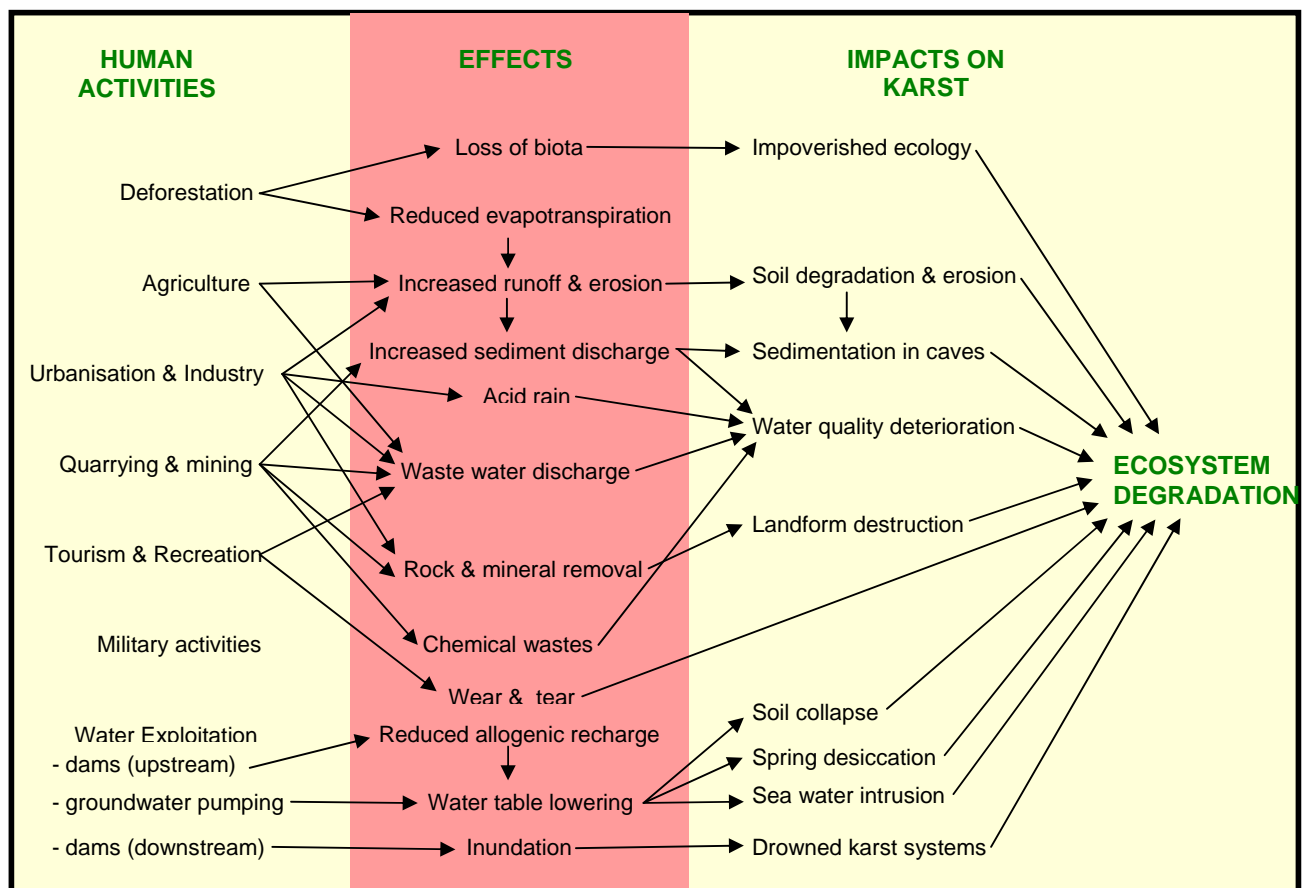 HUMAN
ACTIVITIES
EFFECTS
IMPACTS ON
KARST
Deforestation
Agriculture
Urbanisation & Industry
Quarrying & mining
Tourism & Recreation
Military activities
Water Exploitation
- dams (upstream)
- groundwater pumping
- dams (downstream)
Loss of biota
Reduced evapotranspiration
Increased runoff & erosion
Increased sediment discharge
Acid rain
Waste water discharge
Rock & mineral removal
Chemical wastes
Wear & tear
Reduced allogenic recharge
Water table lowering
Inundation
Impoverished ecology
Soil degradation & erosion
Sedimentation in caves
Water quality deterioration
Landform destruction
Soil collapse
Spring desiccation
Sea water intrusion
Drowned karst systems
ECOSYSTEM
DEGRADATION